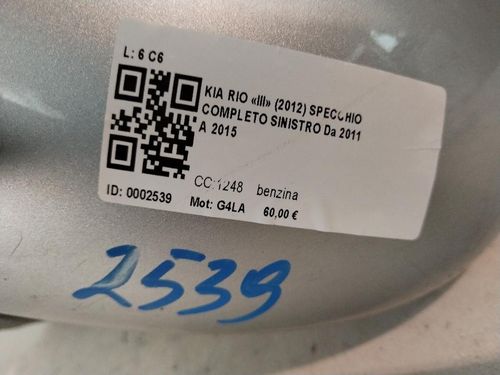 L: 6 C6
KIA RIO «III» (2012) SPECCHIO
COMPLETO SINISTRO Da 2011
A 2015
CC:1248 benzina
ID: 0002539 Mot: G4LA 60,00 €
2539